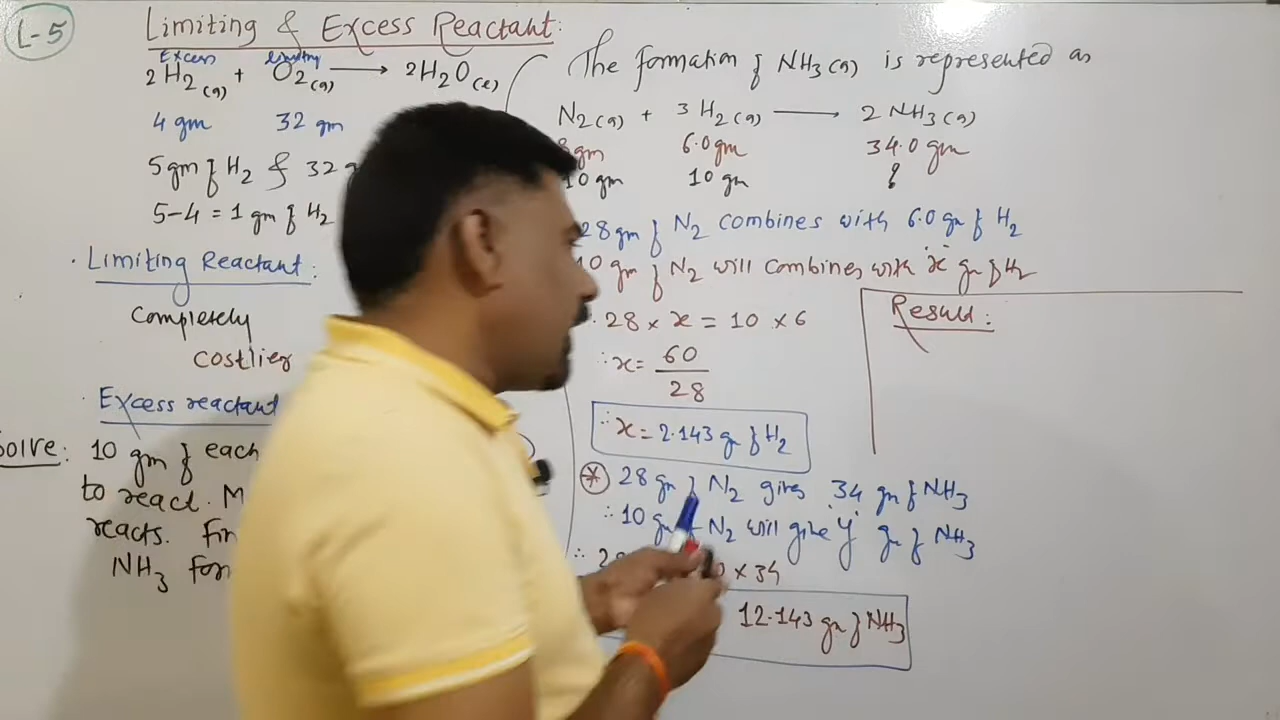 L-5
Limiting & Excess Reactant:
Excess limiting
2H₂(g) + O₂(g) ⟶ 2H₂O(l)
4 gm 32 gm
5 gm of H₂ & 32 g
5-4 = 1 gm of H₂
· Limiting Reactant:
Completely
costlier
· Excess reactant
Solve: 10 gm of each
to react. M
reacts. Fin
NH₃ for
The formation of NH₃(g) is represented as
N₂(g) + 3H₂(g) ⟶ 2NH₃(g)
gm 6.0 gm 34.0 gm
10 gm 10 gm ?
28 gm of N₂ combines with 6.0 gm of H₂
10 gm of N₂ will combines with 'x' gm of H₂
28 × x = 10 × 6
∴ x = 60/28
∴ x = 2.143 g of H₂
* 28 gm of N₂ gives 34 gm of NH₃
∴ 10 gm of N₂ will give 'y' gm of NH₃
∴ 28 × 34
12.143 gm of NH₃
Result: